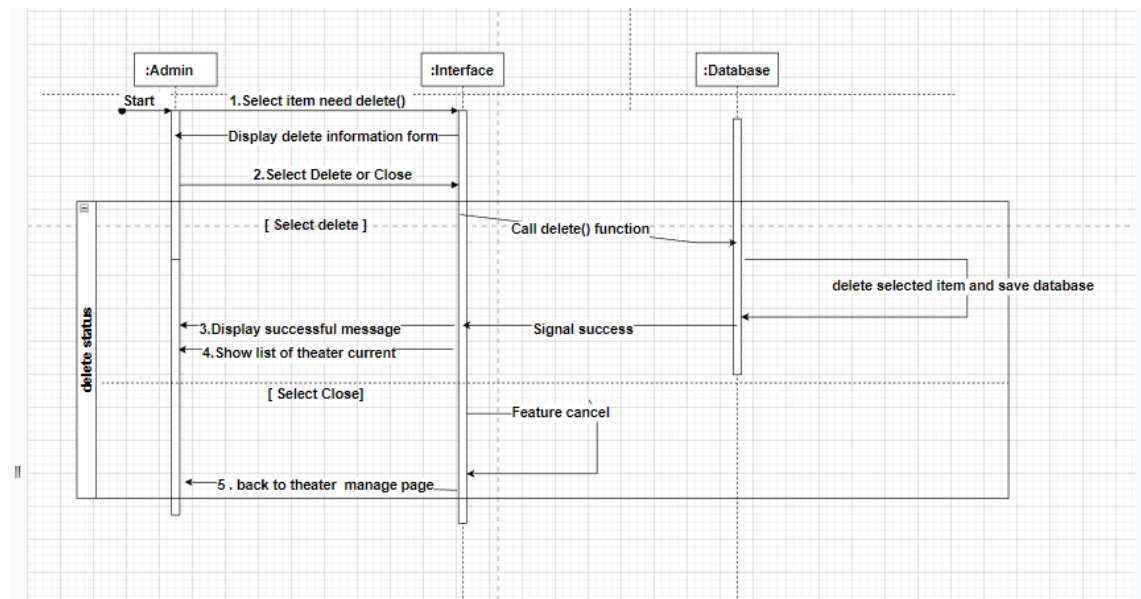 :Admin
:Interface
:Database
Start
1.Select item need delete()
Display delete information form
2.Select Delete or Close
[ Select delete ]
Call delete() function
delete selected item and save database
3.Display successful message
Signal success
4.Show list of theater current
delete status
[ Select Close]
Feature cancel
5 . back to theater manage page